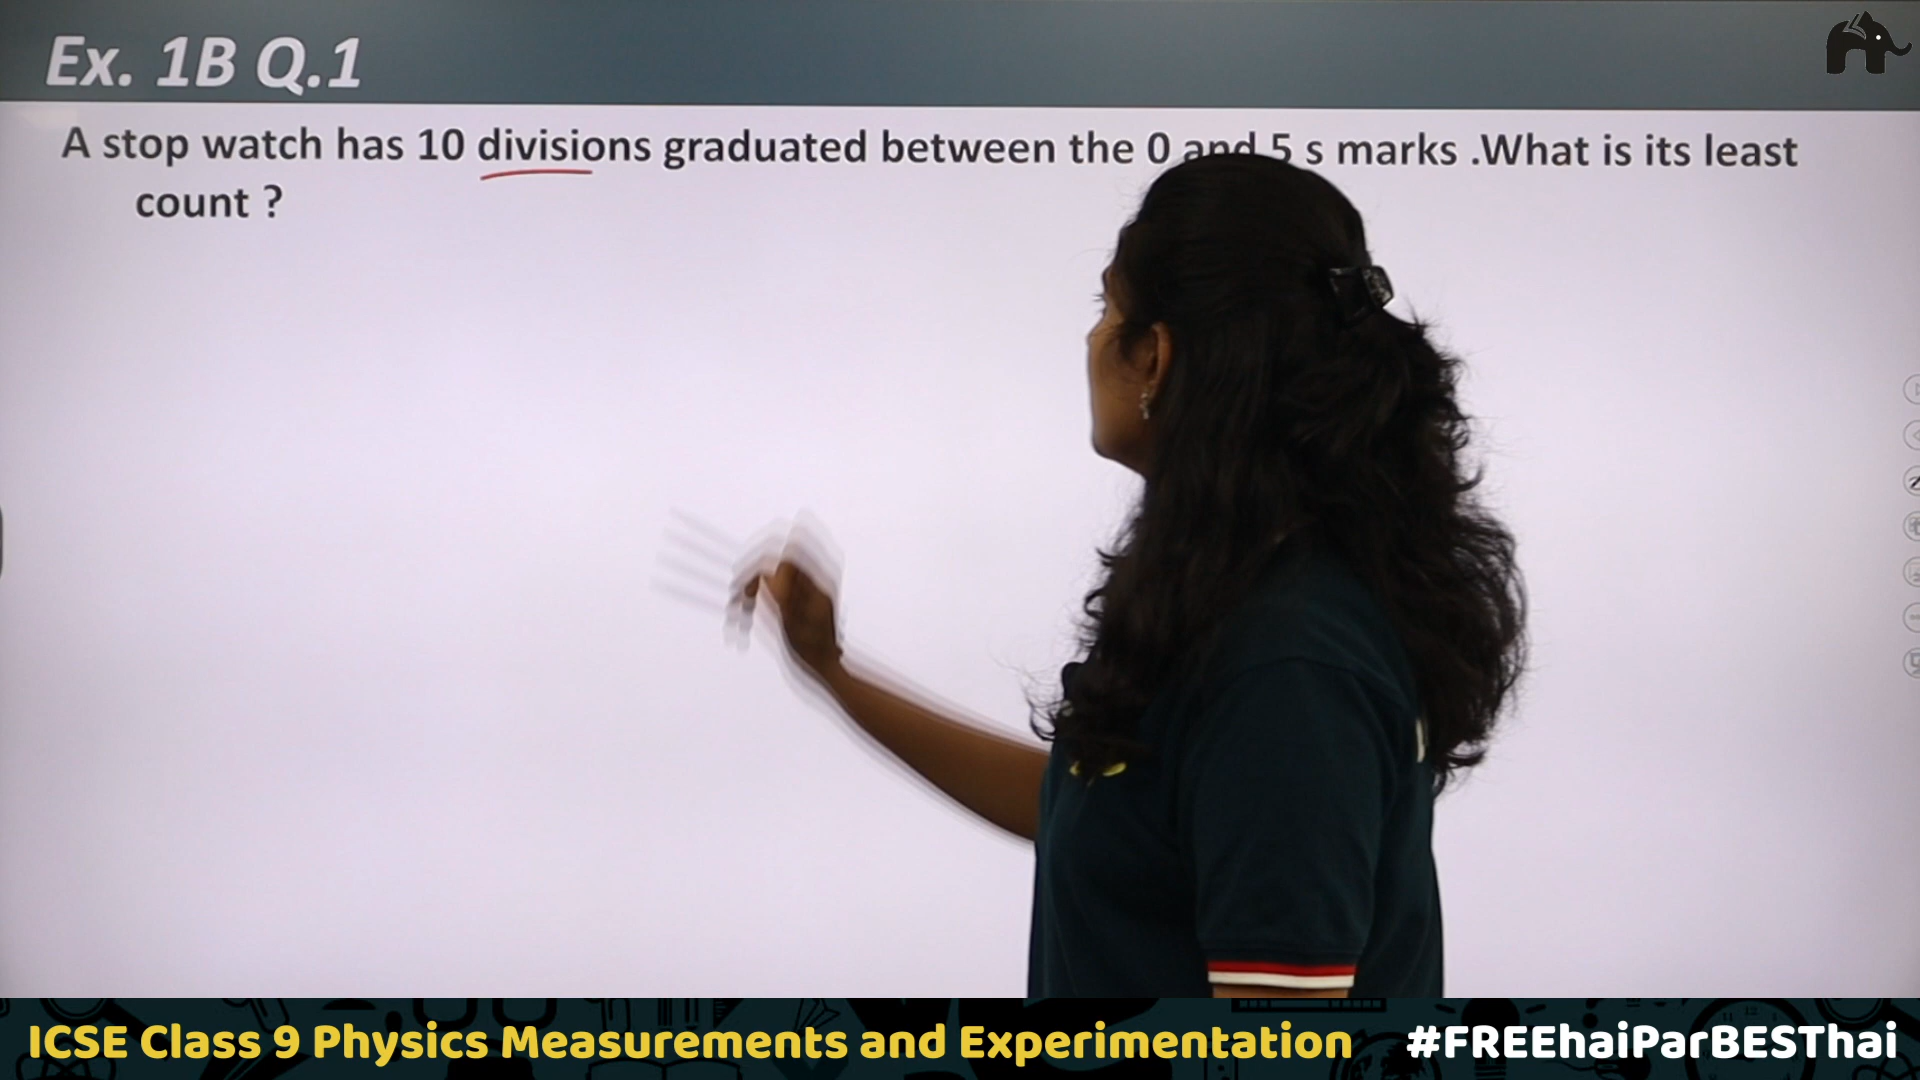 Ex. 1B Q.1
A stop watch has 10 divisions graduated between the 0 and 5 s marks .What is its least
count ?
ICSE Class 9 Physics Measurements and Experimentation #FREEhaiParBESThai